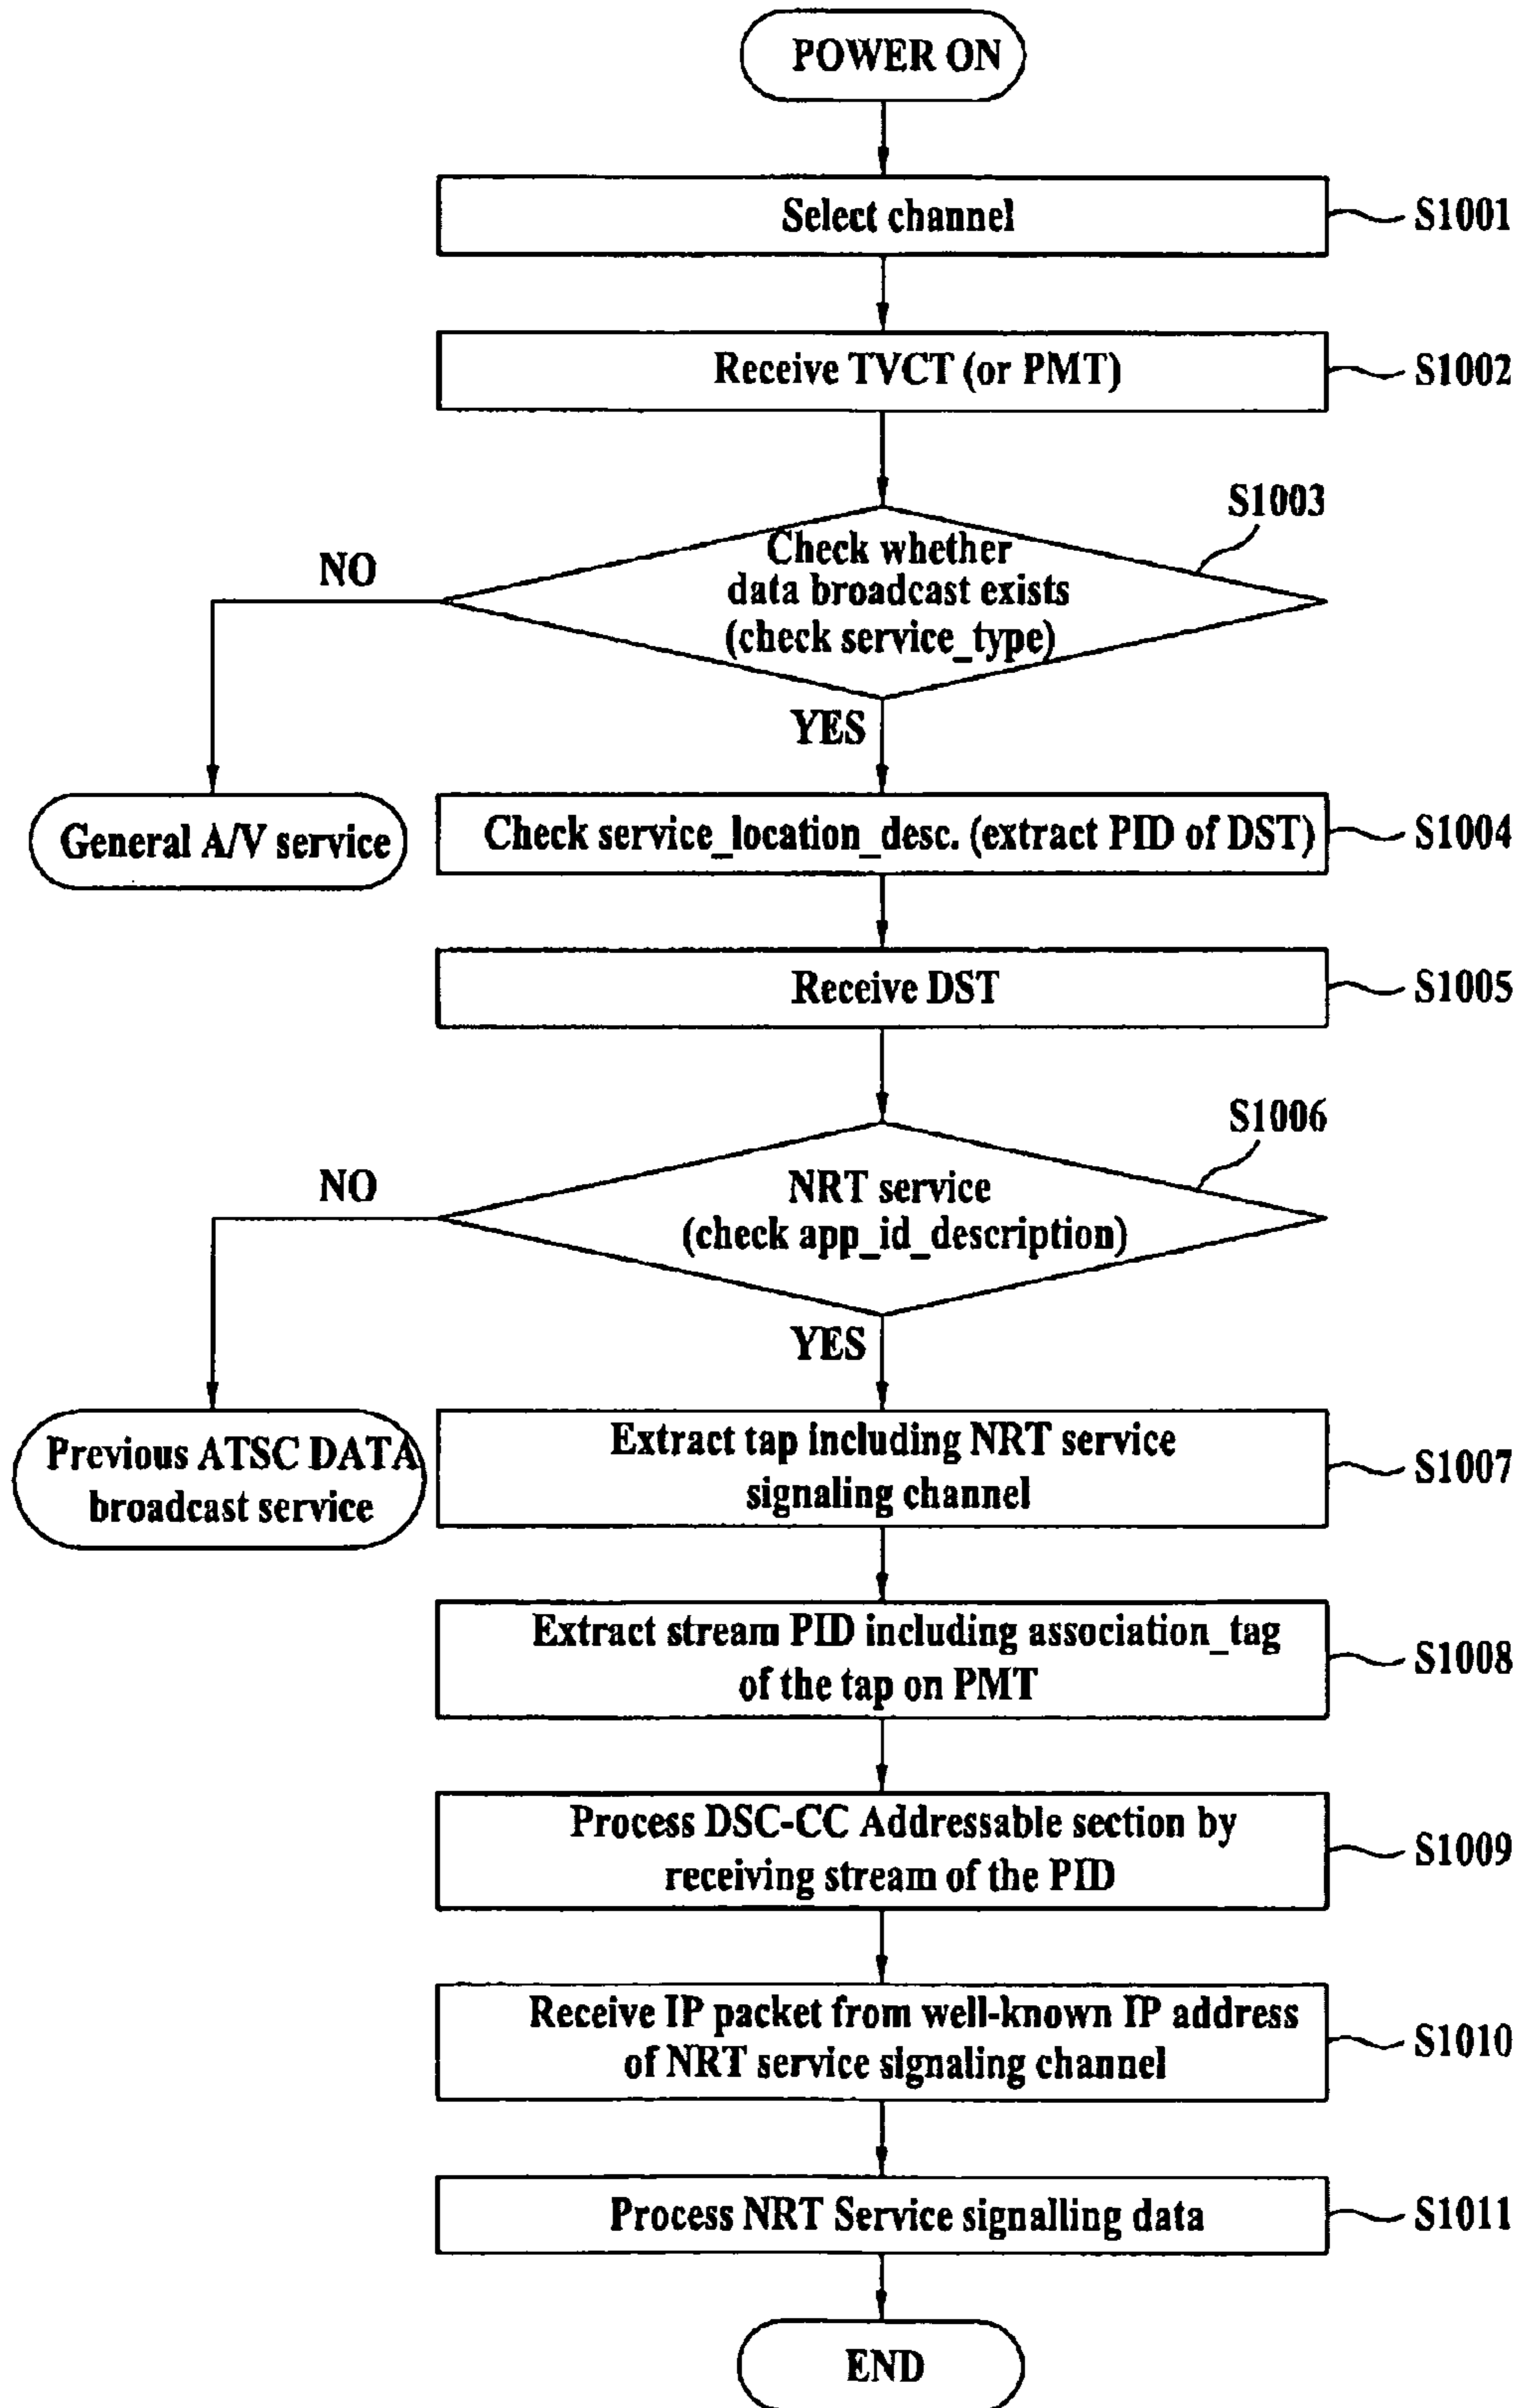 POWER ON
Select channel
S1001
Receive TVCT (or PMT)
S1002
S1003
Check whether
data broadcast exists
(check service_type)
NO
YES
General A/V service
Check service_location_desc. (extract PID of DST)
S1004
Receive DST
S1005
S1006
NRT service
(check app_id_description)
NO
YES
Previous ATSC DATA
broadcast service
Extract tap including NRT service
signaling channel
S1007
Extract stream PID including association_tag
of the tap on PMT
S1008
Process DSC-CC Addressable section by
receiving stream of the PID
S1009
Receive IP packet from well-known IP address
of NRT service signaling channel
S1010
Process NRT Service signalling data
S1011
END